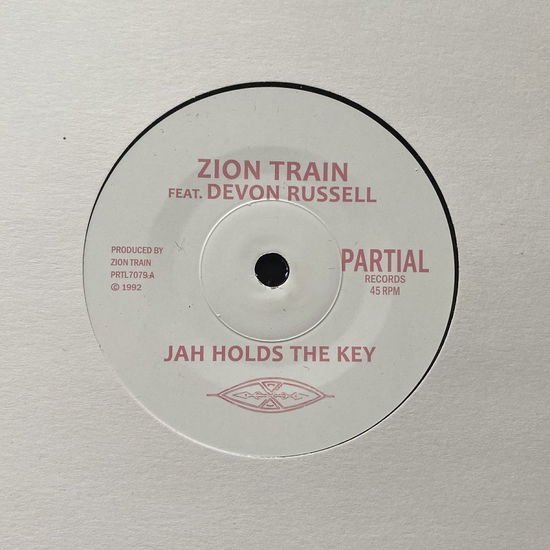 ZION TRAIN
FEAT. DEVON RUSSELL
PRODUCED BY
ZION TRAIN
PRTL7079.A
© 1992
PARTIAL
RECORDS
45 RPM
JAH HOLDS THE KEY